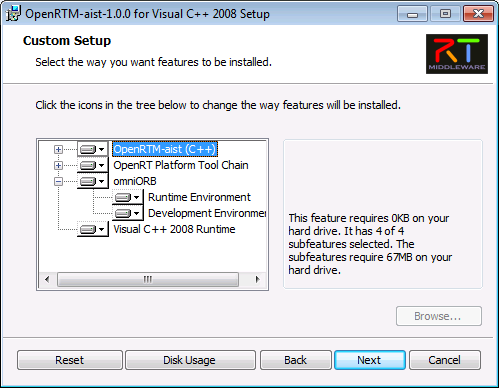 OpenRTM-aist-1.0.0 for Visual C++ 2008 Setup
Custom Setup
Select the way you want features to be installed.
RT
MIDDLEWARE
Click the icons in the tree below to change the way features will be installed.
OpenRTM-aist (C++)
OpenRT Platform Tool Chain
omniORB
Runtime Environment
Development Environme
Visual C++ 2008 Runtime
This feature requires 0KB on your
hard drive. It has 4 of 4
subfeatures selected. The
subfeatures require 67MB on your
hard drive.
Browse...
Reset
Disk Usage
Back
Next
Cancel